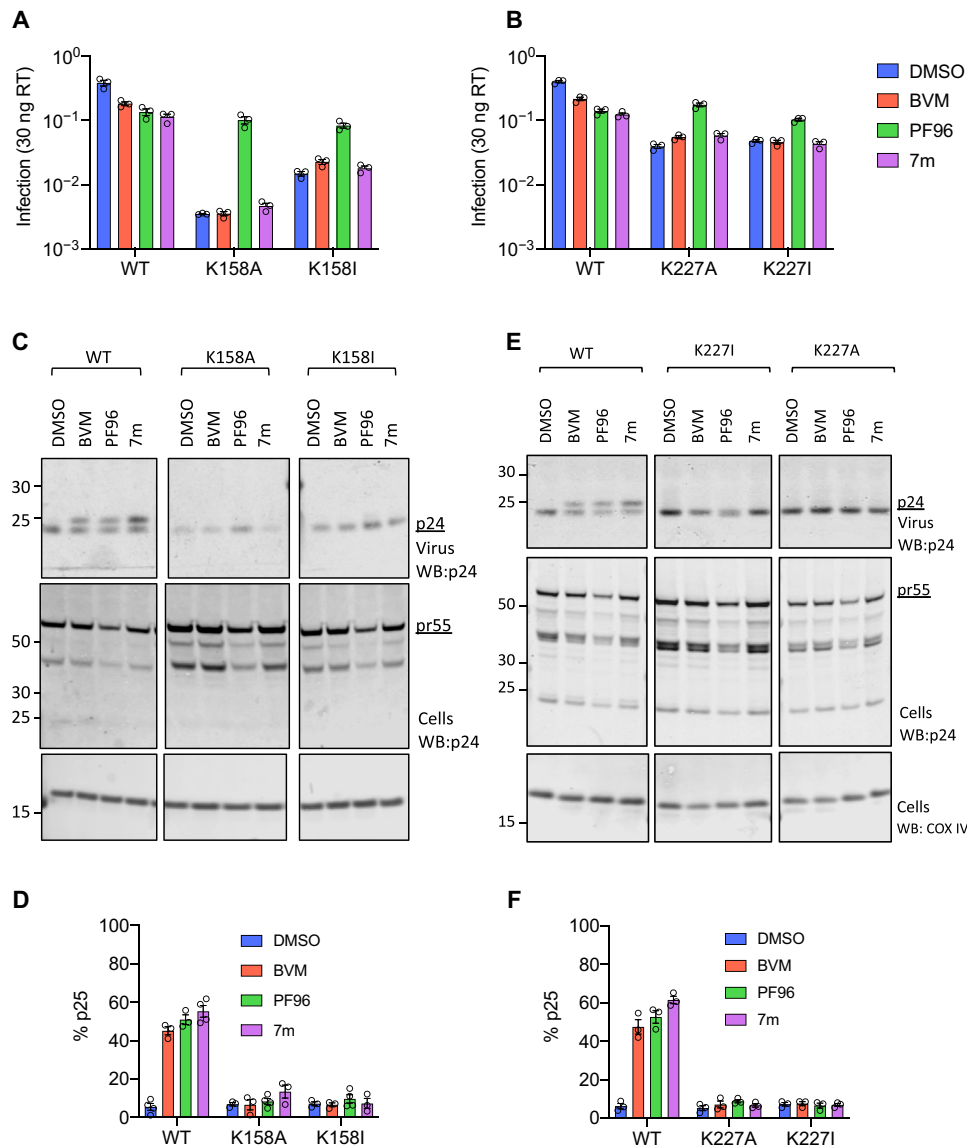 A
Infection (30 ng RT)
10⁰
10⁻¹
10⁻²
10⁻³
WT
K158A
K158I
B
Infection (30 ng RT)
10⁰
10⁻¹
10⁻²
10⁻³
WT
K227A
K227I
DMSO
BVM
PF96
7m
C
WT
K158A
K158I
DMSO
BVM
PF96
7m
DMSO
BVM
PF96
7m
DMSO
BVM
PF96
7m
30
25
p24
Virus
WB:p24
pr55
50
30
25
Cells
WB:p24
15
E
WT
K227I
K227A
DMSO
BVM
PF96
7m
DMSO
BVM
PF96
7m
DMSO
BVM
PF96
7m
30
25
p24
Virus
WB:p24
pr55
50
30
25
Cells
WB:p24
15
Cells
WB: COX IV
D
% p25
100
80
60
40
20
0
DMSO
BVM
PF96
7m
WT
K158A
K158I
F
% p25
100
80
60
40
20
0
DMSO
BVM
PF96
7m
WT
K227A
K227I